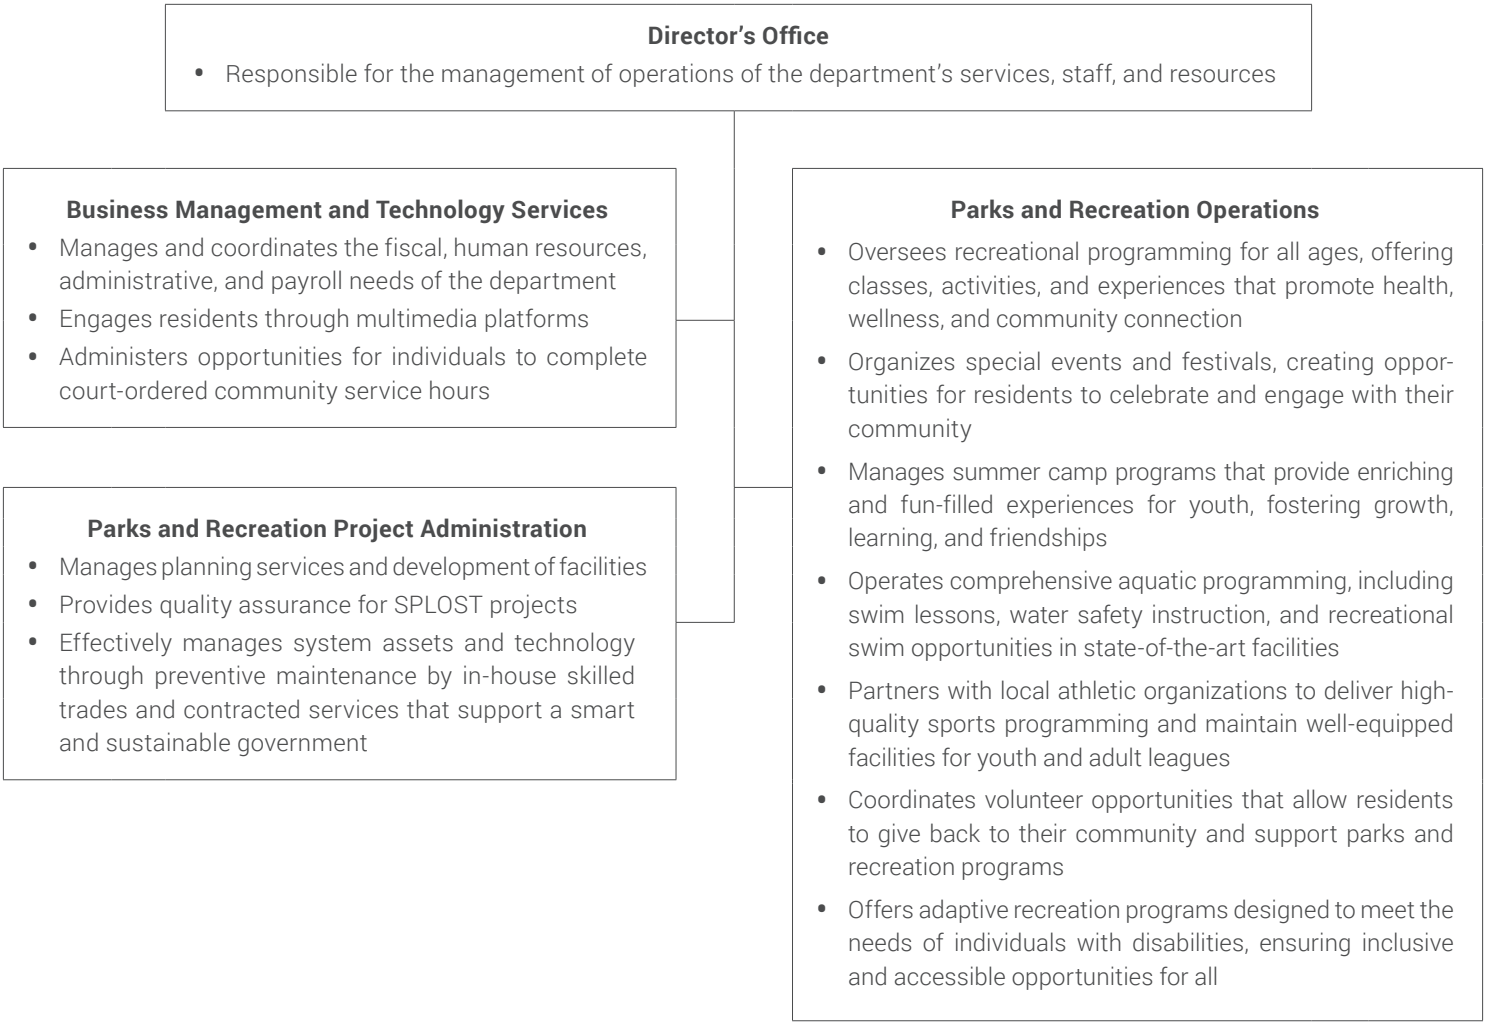 Director’s Office
• Responsible for the management of operations of the department’s services, staff, and resources
Business Management and Technology Services
• Manages and coordinates the fiscal, human resources,
administrative, and payroll needs of the department
• Engages residents through multimedia platforms
• Administers opportunities for individuals to complete
court-ordered community service hours
Parks and Recreation Project Administration
• Manages planning services and development of facilities
• Provides quality assurance for SPLOST projects
• Effectively manages system assets and technology
through preventive maintenance by in-house skilled
trades and contracted services that support a smart
and sustainable government
Parks and Recreation Operations
• Oversees recreational programming for all ages, offering
classes, activities, and experiences that promote health,
wellness, and community connection
• Organizes special events and festivals, creating oppor-
tunities for residents to celebrate and engage with their
community
• Manages summer camp programs that provide enriching
and fun-filled experiences for youth, fostering growth,
learning, and friendships
• Operates comprehensive aquatic programming, including
swim lessons, water safety instruction, and recreational
swim opportunities in state-of-the-art facilities
• Partners with local athletic organizations to deliver high-
quality sports programming and maintain well-equipped
facilities for youth and adult leagues
• Coordinates volunteer opportunities that allow residents
to give back to their community and support parks and
recreation programs
• Offers adaptive recreation programs designed to meet the
needs of individuals with disabilities, ensuring inclusive
and accessible opportunities for all